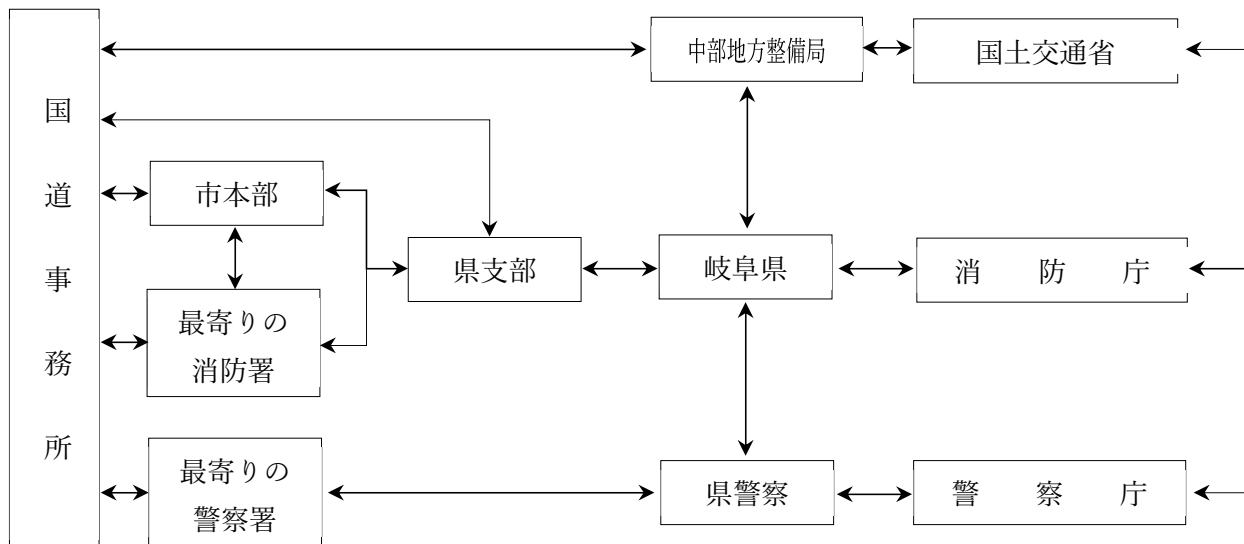 国道事務所
中部地方整備局
国土交通省
市本部
県支部
岐阜県
消防庁
最寄りの
消防署
最寄りの
警察署
県警察
警察庁